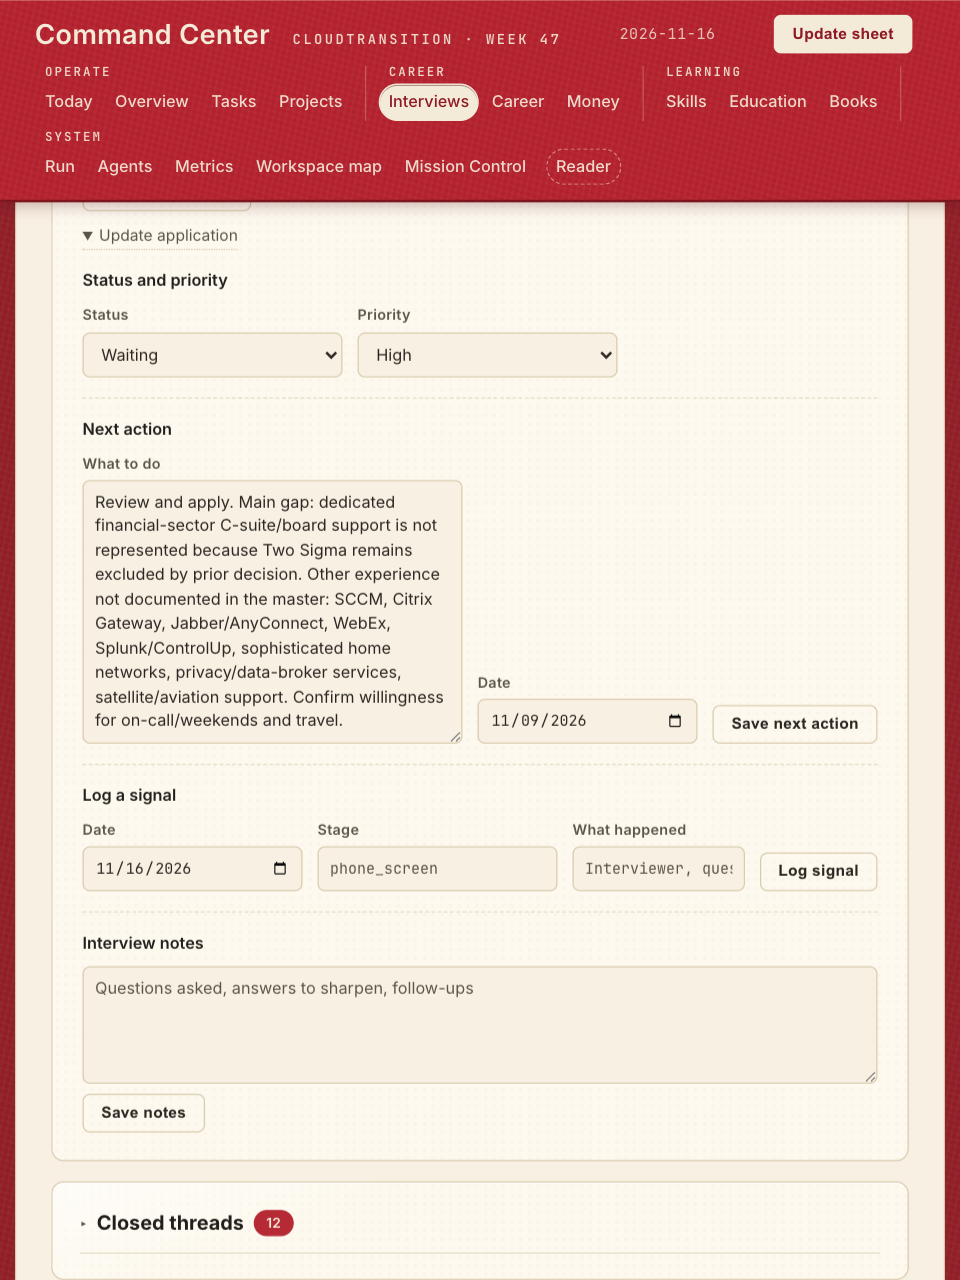 Command Center
CLOUDTRANSITION · WEEK 47
2026-11-16
Update sheet
OPERATE
Today Overview Tasks Projects
CAREER
Interviews Career Money
LEARNING
Skills Education Books
SYSTEM
Run Agents Metrics Workspace map Mission Control Reader
▼ Update application
Status and priority
Status
Waiting
Priority
High
Next action
What to do
Review and apply. Main gap: dedicated
financial-sector C-suite/board support is not
represented because Two Sigma remains
excluded by prior decision. Other experience
not documented in the master: SCCM, Citrix
Gateway, Jabber/AnyConnect, WebEx,
Splunk/ControlUp, sophisticated home
networks, privacy/data-broker services,
satellite/aviation support. Confirm willingness
for on-call/weekends and travel.
Date
11/09/2026
Save next action
Log a signal
Date
11/16/2026
Stage
phone_screen
What happened
Interviewer, ques
Log signal
Interview notes
Questions asked, answers to sharpen, follow-ups
Save notes
Closed threads 12